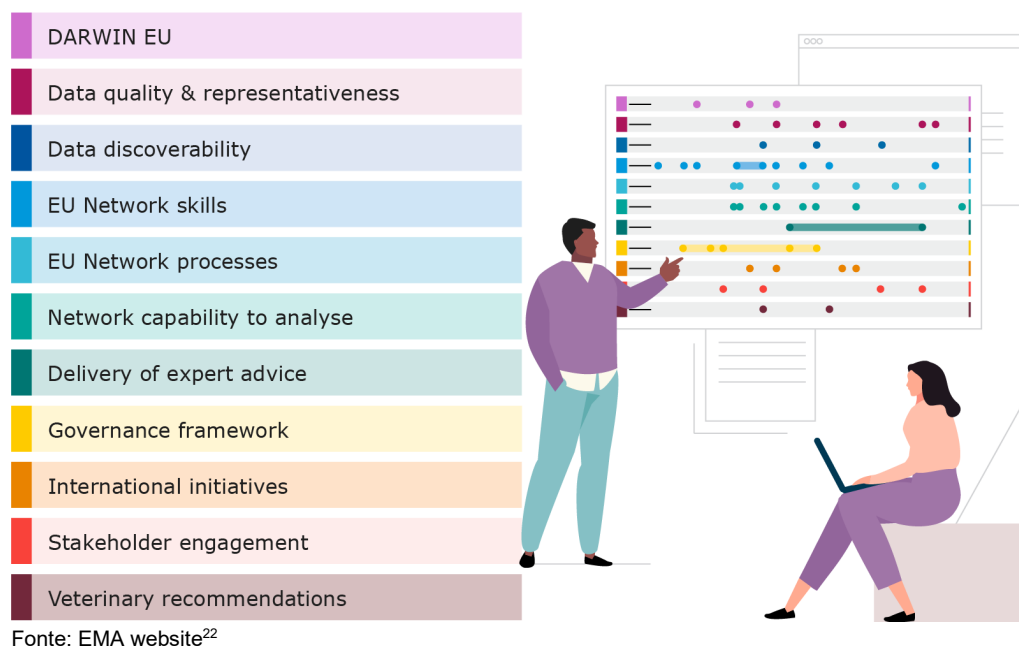 DARWIN EU
Data quality & representativeness
Data discoverability
EU Network skills
EU Network processes
Network capability to analyse
Delivery of expert advice
Governance framework
International initiatives
Stakeholder engagement
Veterinary recommendations
Fonte: EMA website²²